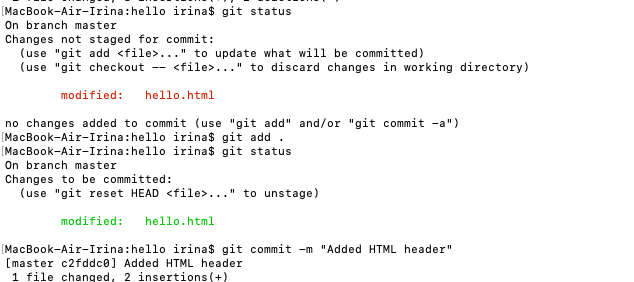 MacBook-Air-Irina:hello irina$ git status
On branch master
Changes not staged for commit:
  (use "git add <file>..." to update what will be committed)
  (use "git checkout -- <file>..." to discard changes in working directory)
modified:   hello.html
no changes added to commit (use "git add" and/or "git commit -a")
MacBook-Air-Irina:hello irina$ git add .
MacBook-Air-Irina:hello irina$ git status
On branch master
Changes to be committed:
  (use "git reset HEAD <file>..." to unstage)
modified:   hello.html
MacBook-Air-Irina:hello irina$ git commit -m "Added HTML header"
[master c2fddc0] Added HTML header
 1 file changed, 2 insertions(+)